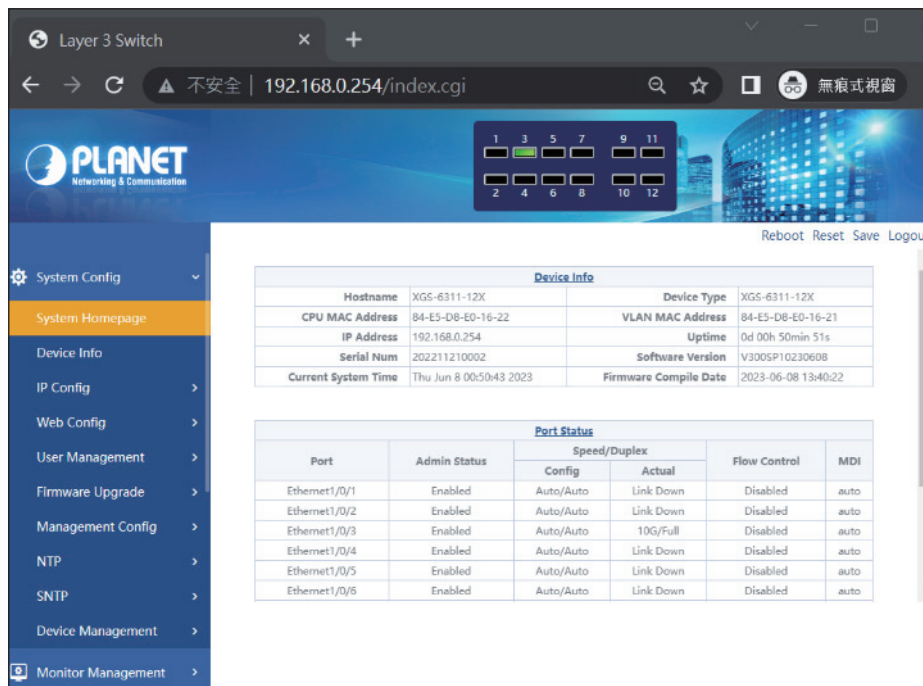 Layer 3 Switch
不安全 | 192.168.0.254/index.cgi 無痕式視窗
PLANET
Networking & Communication
1 3 5 7 9 11
2 4 6 8 10 12
Reboot Reset Save Logou
System Config
System Homepage
Device Info
IP Config
Web Config
User Management
Firmware Upgrade
Management Config
NTP
SNTP
Device Management
Monitor Management
Device Info
Hostname XGS-6311-12X Device Type XGS-6311-12X
CPU MAC Address 84-E5-D8-E0-16-22 VLAN MAC Address 84-E5-D8-E0-16-21
IP Address 192.168.0.254 Uptime 0d 00h 50min 51s
Serial Num 202211210002 Software Version V300SP10230608
Current System Time Thu Jun 8 00:50:43 2023 Firmware Compile Date 2023-06-08 13:40:22
Port Status
Port Admin Status Speed/Duplex Flow Control MDI
Config Actual
Ethernet1/0/1 Enabled Auto/Auto Link Down Disabled auto
Ethernet1/0/2 Enabled Auto/Auto Link Down Disabled auto
Ethernet1/0/3 Enabled Auto/Auto 10G/Full Disabled auto
Ethernet1/0/4 Enabled Auto/Auto Link Down Disabled auto
Ethernet1/0/5 Enabled Auto/Auto Link Down Disabled auto
Ethernet1/0/6 Enabled Auto/Auto Link Down Disabled auto